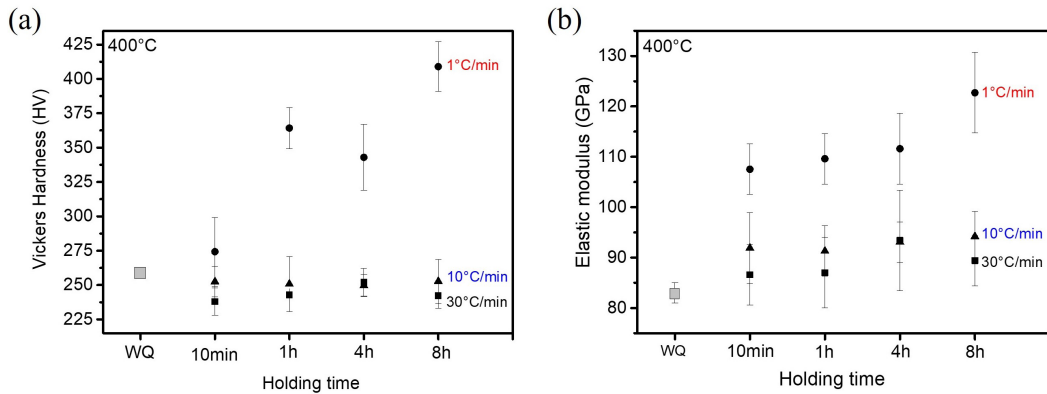 (a)
400°C
Vickers Hardness (HV)
425
400
375
350
325
300
275
250
225
1°C/min
10°C/min
30°C/min
WQ 10min 1h 4h 8h
Holding time
(b)
400°C
Elastic modulus (GPa)
130
120
110
100
90
80
1°C/min
10°C/min
30°C/min
WQ 10min 1h 4h 8h
Holding time